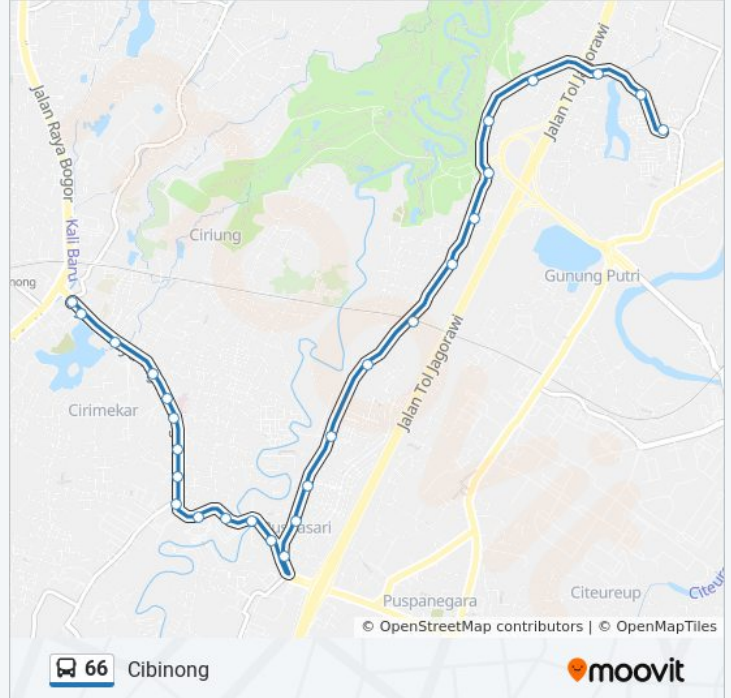 Jalan Tol Jagorawi
Jalan Raya Bogor
Kali Baru
Ciriung
Gunung Putri
nong
Jalan Tol Jagorawi
Cirimekar
Citeureup
Puspanegara
© OpenStreetMap contributors | © OpenMapTiles
66 Cibinong
moovit